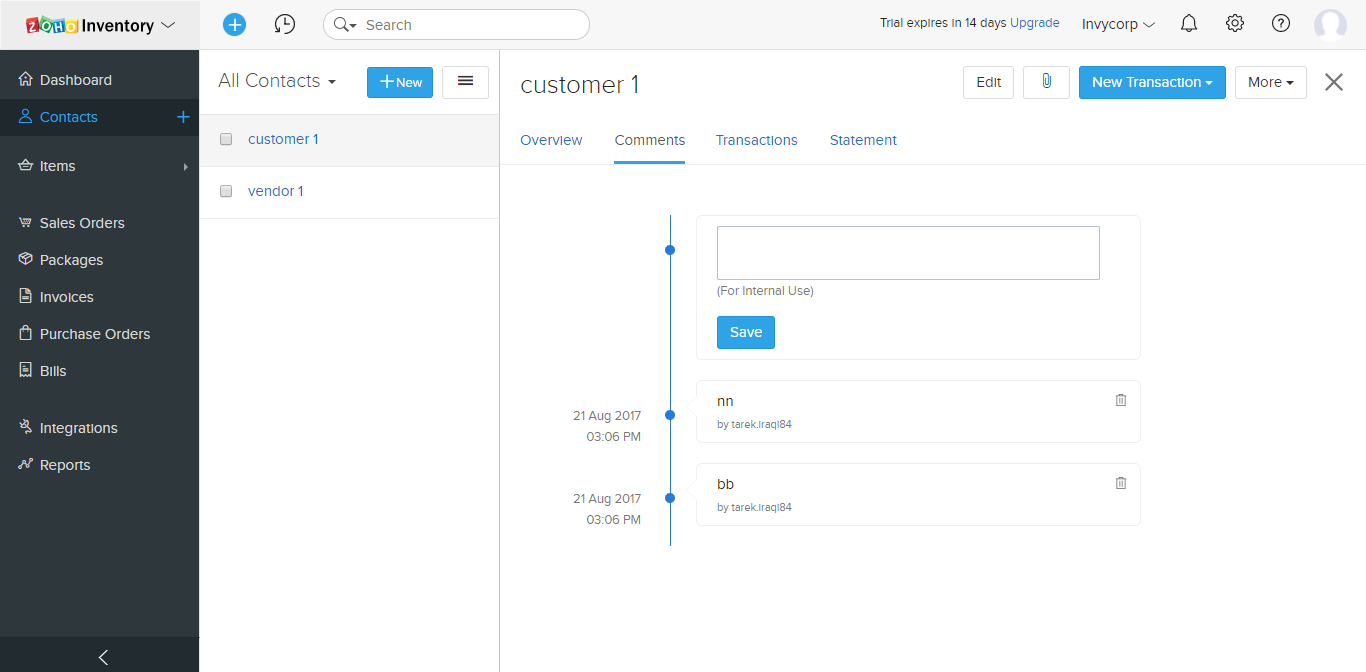 ZOHO Inventory
Search
Trial expires in 14 days Upgrade
Invycorp
Dashboard
Contacts
Items
Sales Orders
Packages
Invoices
Purchase Orders
Bills
Integrations
Reports
All Contacts
New
customer 1
vendor 1
customer 1
Edit
New Transaction
More
Overview
Comments
Transactions
Statement
(For Internal Use)
Save
21 Aug 2017
03:06 PM
nn
by tarek.iraqi84
21 Aug 2017
03:06 PM
bb
by tarek.iraqi84